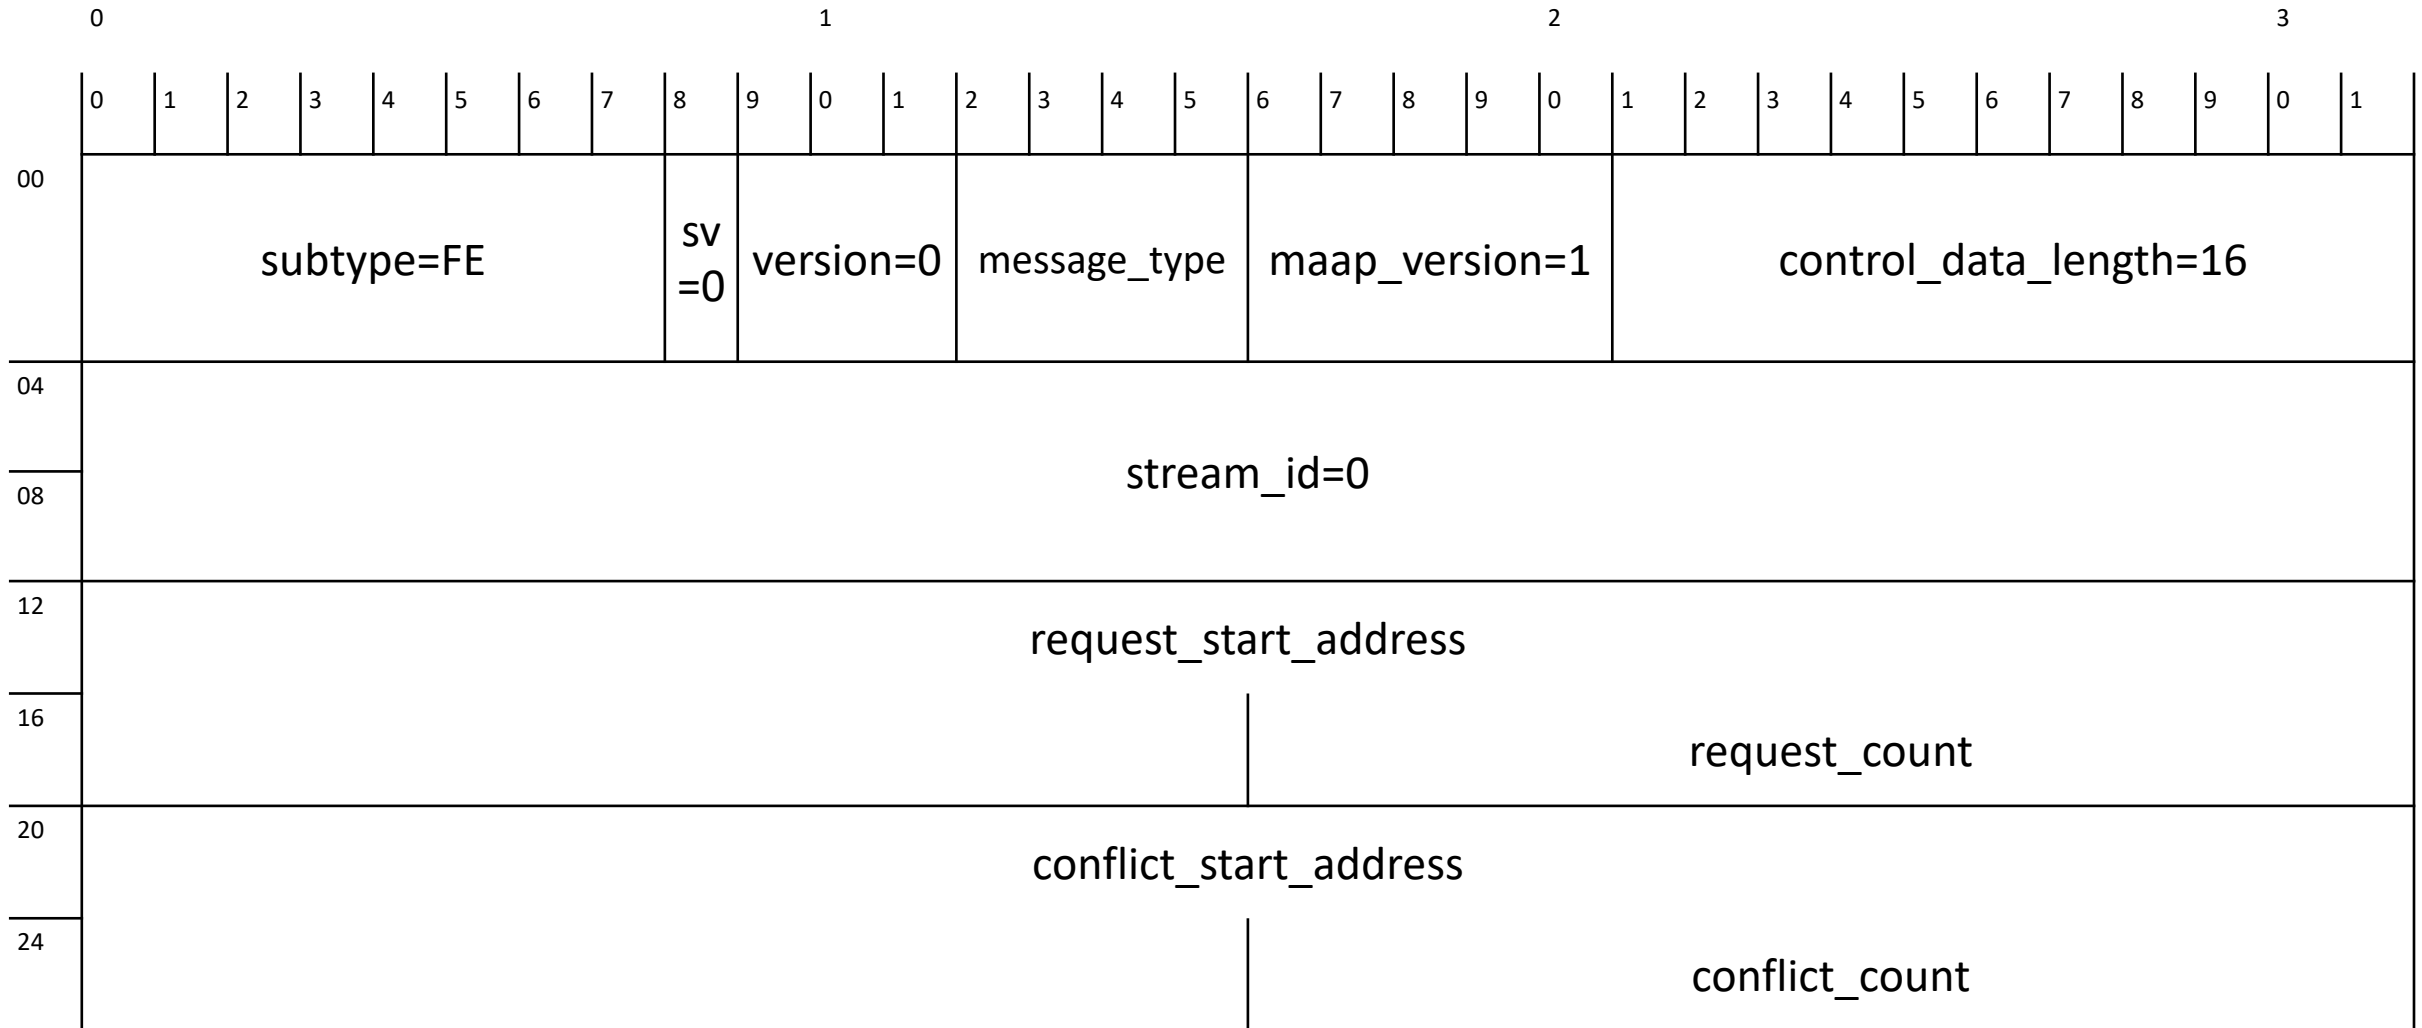 0 1 2 3
0 1 2 3 4 5 6 7 8 9 0 1 2 3 4 5 6 7 8 9 0 1 2 3 4 5 6 7 8 9 0 1
00
subtype=FE
sv
=0
version=0
message_type
maap_version=1
control_data_length=16
04
stream_id=0
08
12
request_start_address
16
request_count
20
conflict_start_address
24
conflict_count